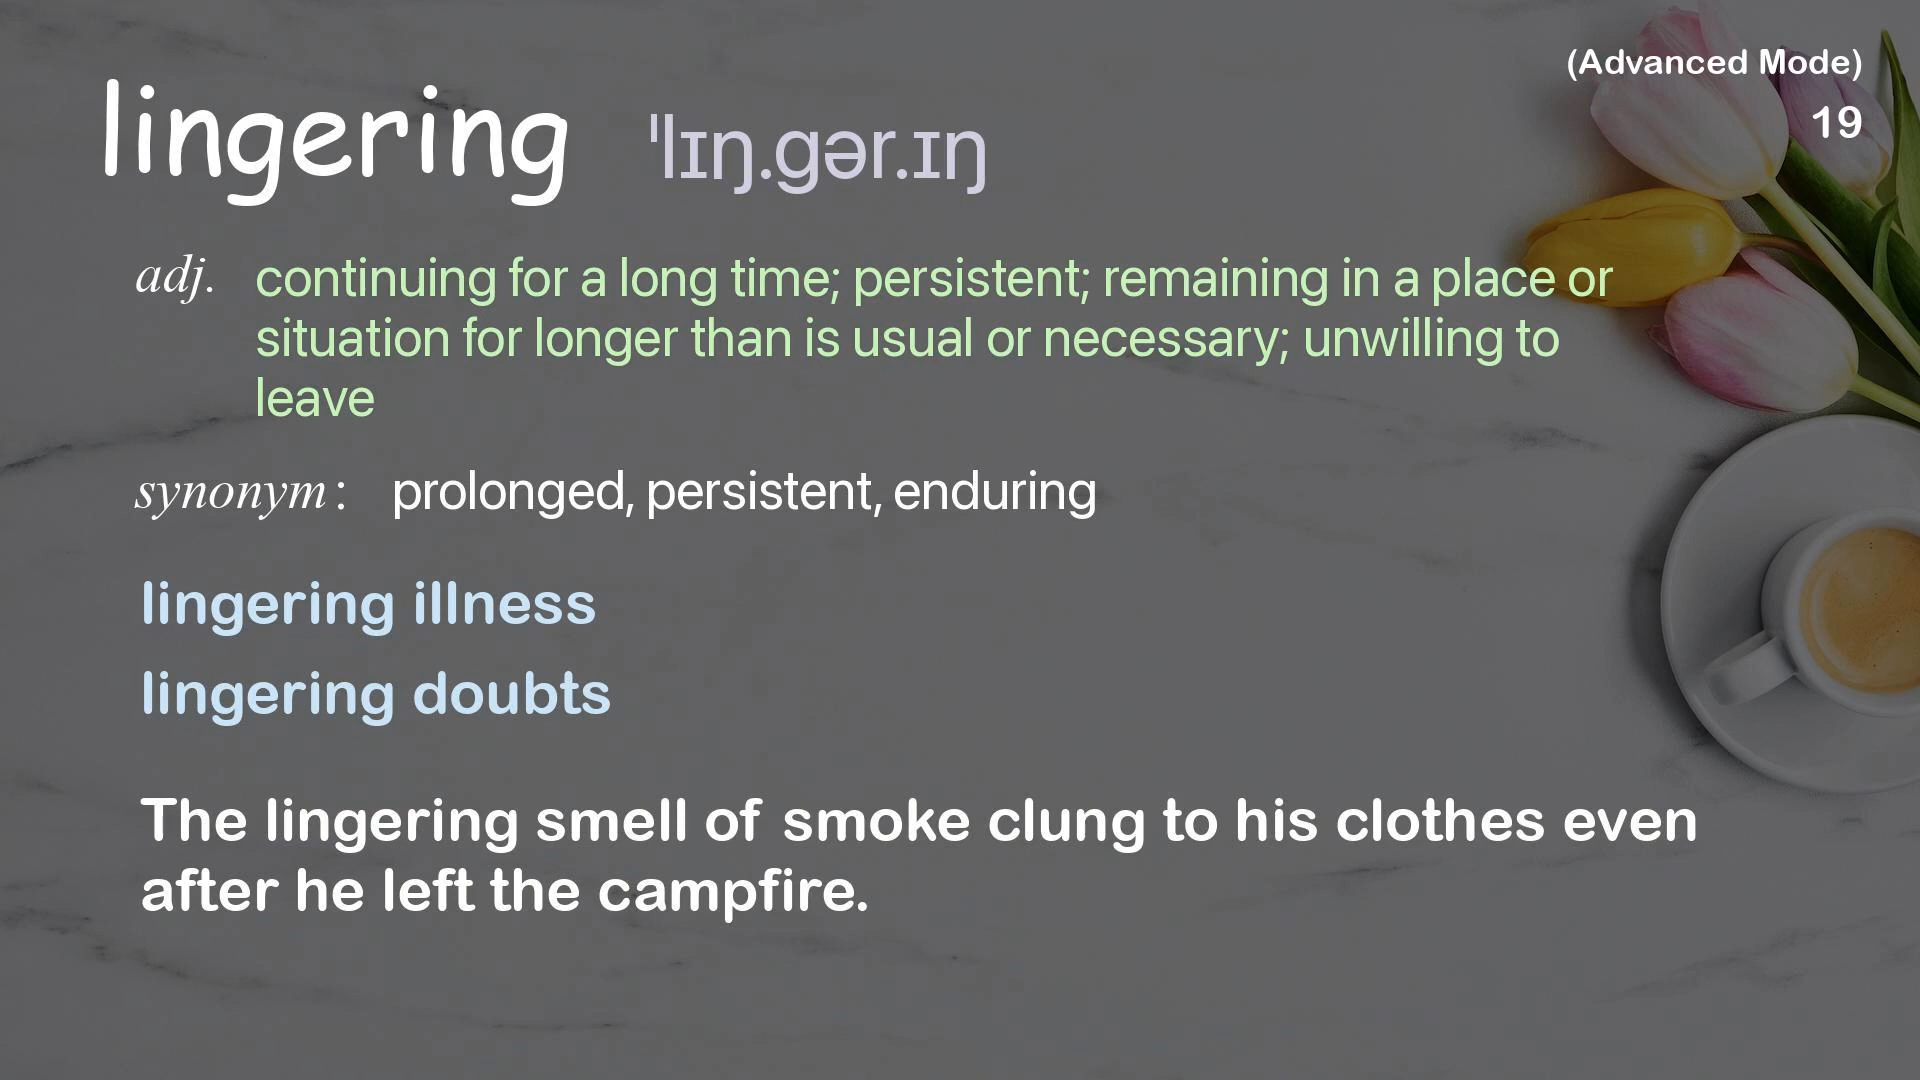 (Advanced Mode)
19
lingering ˈlɪŋ.gər.ɪŋ
adj. continuing for a long time; persistent; remaining in a place or
situation for longer than is usual or necessary; unwilling to
leave
synonym: prolonged, persistent, enduring
lingering illness
lingering doubts
The lingering smell of smoke clung to his clothes even
after he left the campfire.